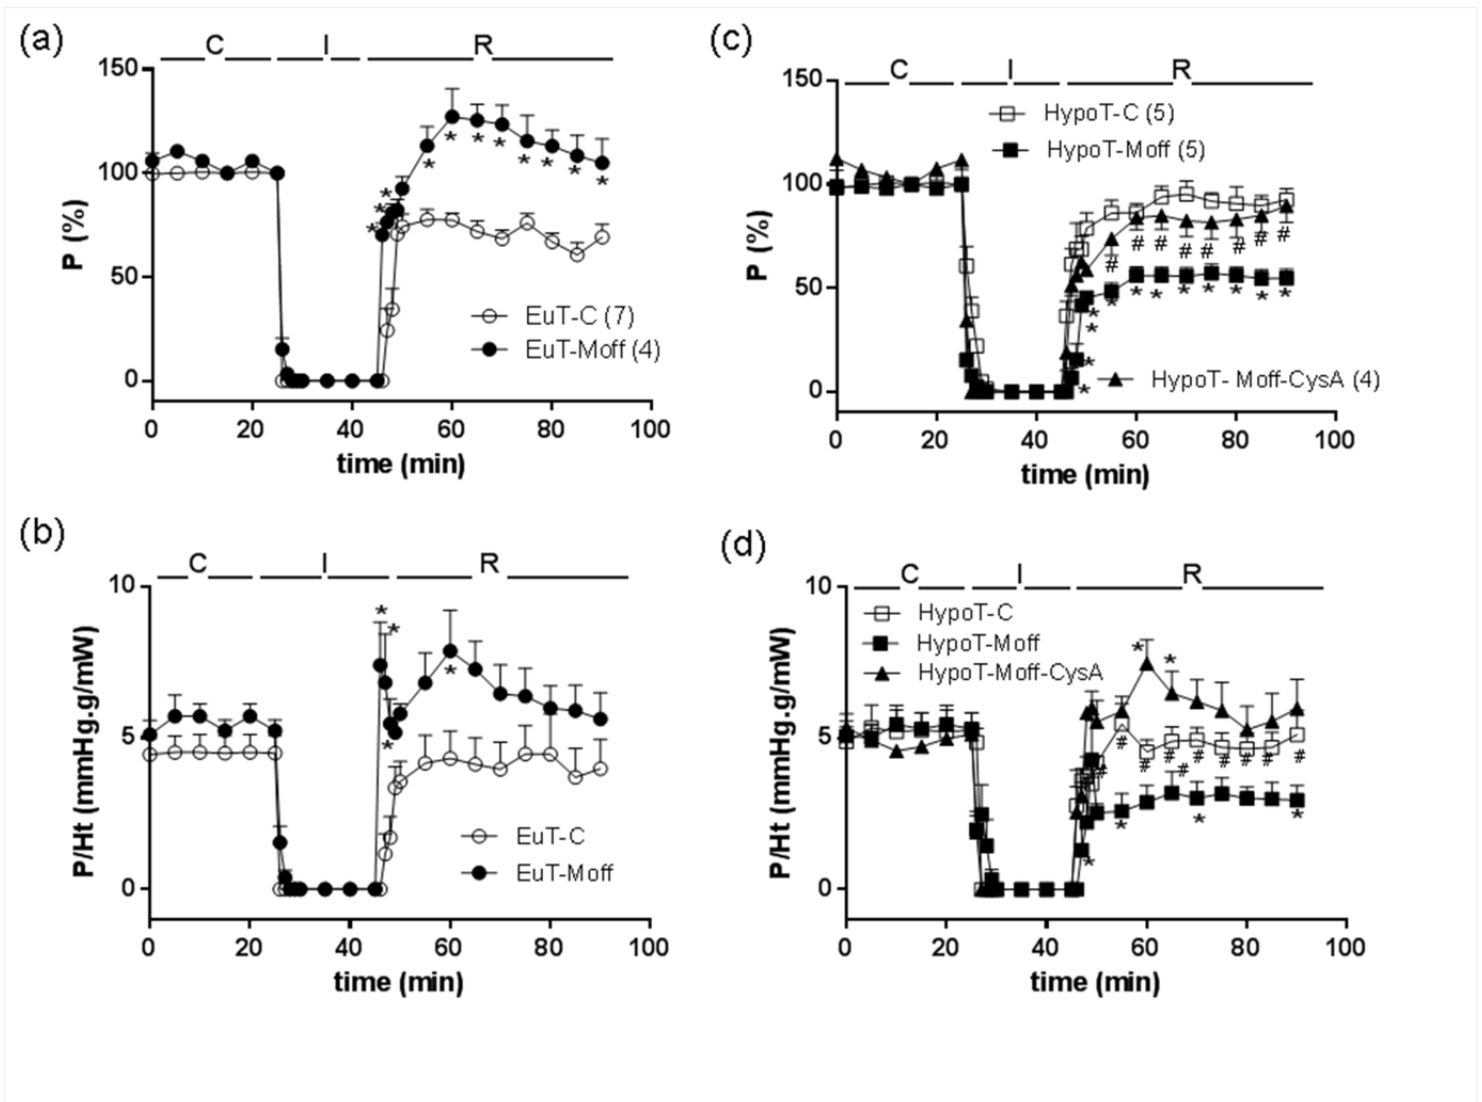 (a)
C I R
150
100
50
0
P (%)
* * * * * * * * * * * *
EuT-C (7)
EuT-Moff (4)
0 20 40 60 80 100
time (min)
(c)
C I R
150
100
50
0
P (%)
HypoT-C (5)
HypoT-Moff (5)
# # # # # # # #
* * * * * * * * * * * *
HypoT- Moff-CysA (4)
0 20 40 60 80 100
time (min)
(b)
C I R
10
5
0
P/Ht (mmHg.g/mW)
* * * *
EuT-C
EuT-Moff
0 20 40 60 80 100
time (min)
(d)
C I R
10
5
0
P/Ht (mmHg.g/mW)
HypoT-C
HypoT-Moff
HypoT-Moff-CysA
* *
# # # # # # # # #
* * * *
0 20 40 60 80 100
time (min)